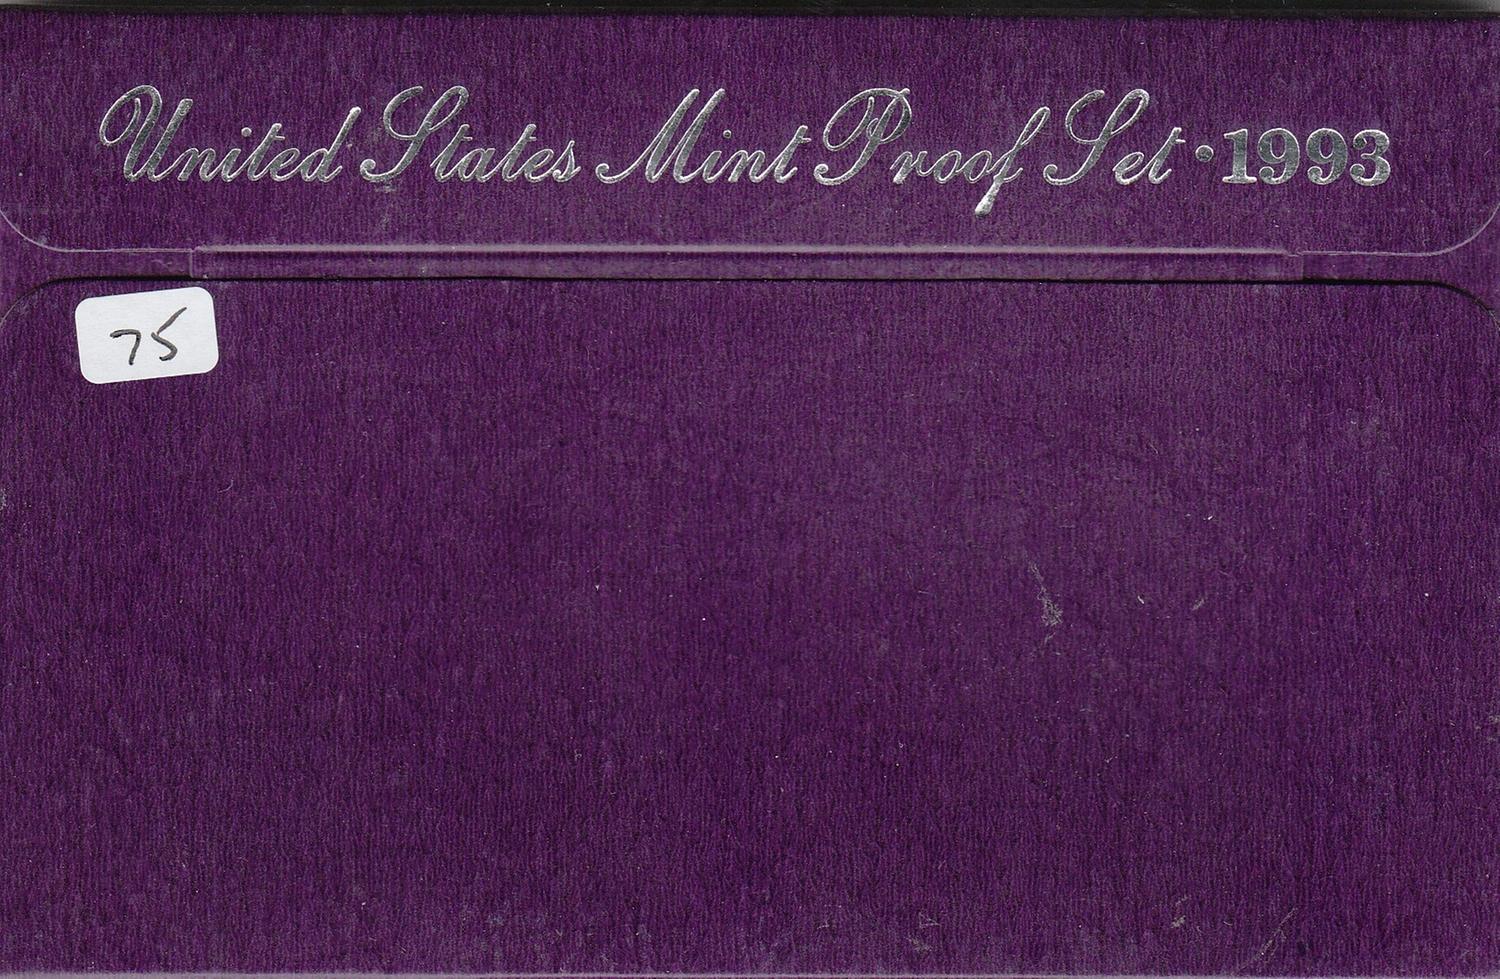 United States Mint Proof Set · 1993
75